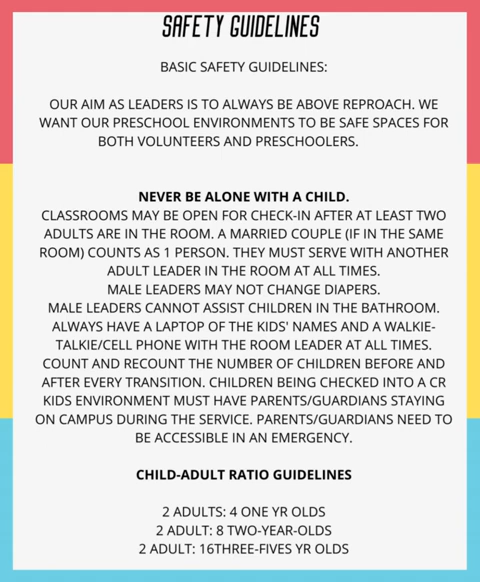 SAFETY GUIDELINES
BASIC SAFETY GUIDELINES:
OUR AIM AS LEADERS IS TO ALWAYS BE ABOVE REPROACH. WE
WANT OUR PRESCHOOL ENVIRONMENTS TO BE SAFE SPACES FOR
BOTH VOLUNTEERS AND PRESCHOOLERS.
NEVER BE ALONE WITH A CHILD.
CLASSROOMS MAY BE OPEN FOR CHECK-IN AFTER AT LEAST TWO
ADULTS ARE IN THE ROOM. A MARRIED COUPLE (IF IN THE SAME
ROOM) COUNTS AS 1 PERSON. THEY MUST SERVE WITH ANOTHER
ADULT LEADER IN THE ROOM AT ALL TIMES.
MALE LEADERS MAY NOT CHANGE DIAPERS.
MALE LEADERS CANNOT ASSIST CHILDREN IN THE BATHROOM.
ALWAYS HAVE A LAPTOP OF THE KIDS' NAMES AND A WALKIE-
TALKIE/CELL PHONE WITH THE ROOM LEADER AT ALL TIMES.
COUNT AND RECOUNT THE NUMBER OF CHILDREN BEFORE AND
AFTER EVERY TRANSITION. CHILDREN BEING CHECKED INTO A CR
KIDS ENVIRONMENT MUST HAVE PARENTS/GUARDIANS STAYING
ON CAMPUS DURING THE SERVICE. PARENTS/GUARDIANS NEED TO
BE ACCESSIBLE IN AN EMERGENCY.
CHILD-ADULT RATIO GUIDELINES
2 ADULTS: 4 ONE YR OLDS
2 ADULT: 8 TWO-YEAR-OLDS
2 ADULT: 16THREE-FIVES YR OLDS